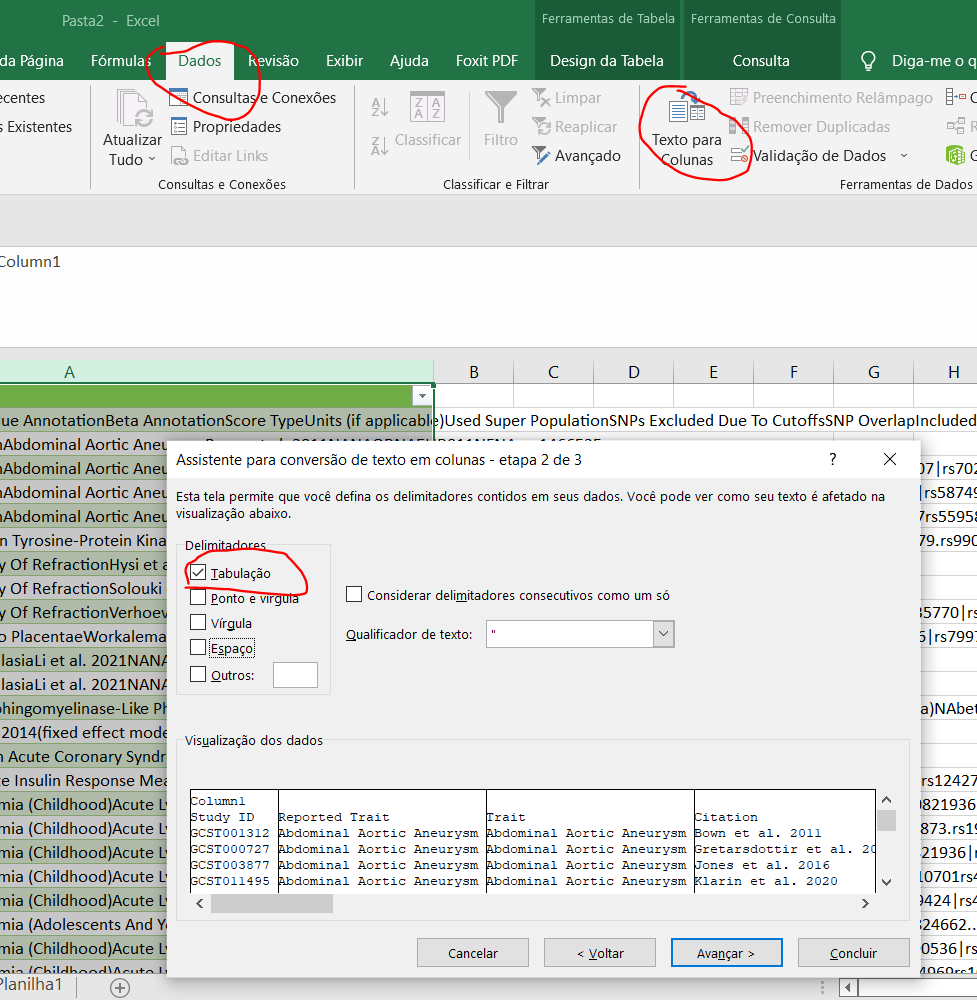 Pasta2 - Excel
Ferramentas de Tabela
Ferramentas de Consulta
da Página
Fórmulas
Dados
Revisão
Exibir
Ajuda
Foxit PDF
Design da Tabela
Consulta
Diga-me o q
ecentes
s Existentes
Atualizar
Tudo
Consultas e Conexões
Propriedades
Editar Links
Consultas e Conexões
Classificar
Filtro
Limpar
Reaplicar
Avançado
Classificar e Filtrar
Texto para
Colunas
Preenchimento Relâmpago
Remover Duplicadas
Validação de Dados
Ferramentas de Dados
Column1
A B C D E F G H
ue AnnotationBeta AnnotationScore TypeUnits (if applicable)Used Super PopulationSNPs Excluded Due To CutoffsSNP OverlapIncluded
nAbdominal Aortic Aneu
nAbdominal Aortic Aneu 07|rs702
nAbdominal Aortic Aneu |rs58749
nAbdominal Aortic Aneu 7rs55958
n Tyrosine-Protein Kina 79.rs990
y Of RefractionHysi et a
y Of RefractionSolouki
y Of RefractionVerhoev 35770|rs
o PlacentaeWorkalema 6|rs7997
lasiaLi et al. 2021NANA
lasiaLi et al. 2021NANA
phingomyelinase-Like Ph a)NAbet
2014(fixed effect mode
n Acute Coronary Syndr
te Insulin Response Mea rs12427
mia (Childhood)Acute Ly 0821936
mia (Childhood)Acute Ly 873.rs19
mia (Childhood)Acute Ly 821936|r
mia (Childhood)Acute Ly 10701rs4
mia (Childhood)Acute Ly 9424|rs4
mia (Adolescents And Yo 824662..
mia (Childhood)Acute Ly 00536|rs
Planilha1
Assistente para conversão de texto em colunas - etapa 2 de 3
?
Esta tela permite que você defina os delimitadores contidos em seus dados. Você pode ver como seu texto é afetado na
visualização abaixo.
Delimitadores
Tabulação
Ponto e vírgula
Vírgula
Espaço
Outros:
Considerar delimitadores consecutivos como um só
Qualificador de texto: "
Visualização dos dados
Column1
Study ID Reported Trait Trait Citation
GCST001312 Abdominal Aortic Aneurysm Abdominal Aortic Aneurysm Bown et al. 2011
GCST000727 Abdominal Aortic Aneurysm Abdominal Aortic Aneurysm Gretarsdottir et al. 20
GCST003877 Abdominal Aortic Aneurysm Abdominal Aortic Aneurysm Jones et al. 2016
GCST011495 Abdominal Aortic Aneurysm Abdominal Aortic Aneurysm Klarin et al. 2020
Cancelar
< Voltar
Avançar >
Concluir